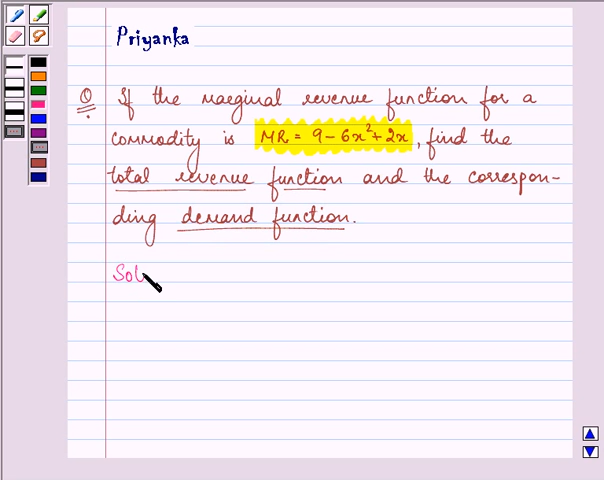 Priyanka
Q If the marginal revenue function for a
commodity is MR = 9 - 6x² + 2x, find the
total revenue function and the correspon-
ding demand function.
Sol